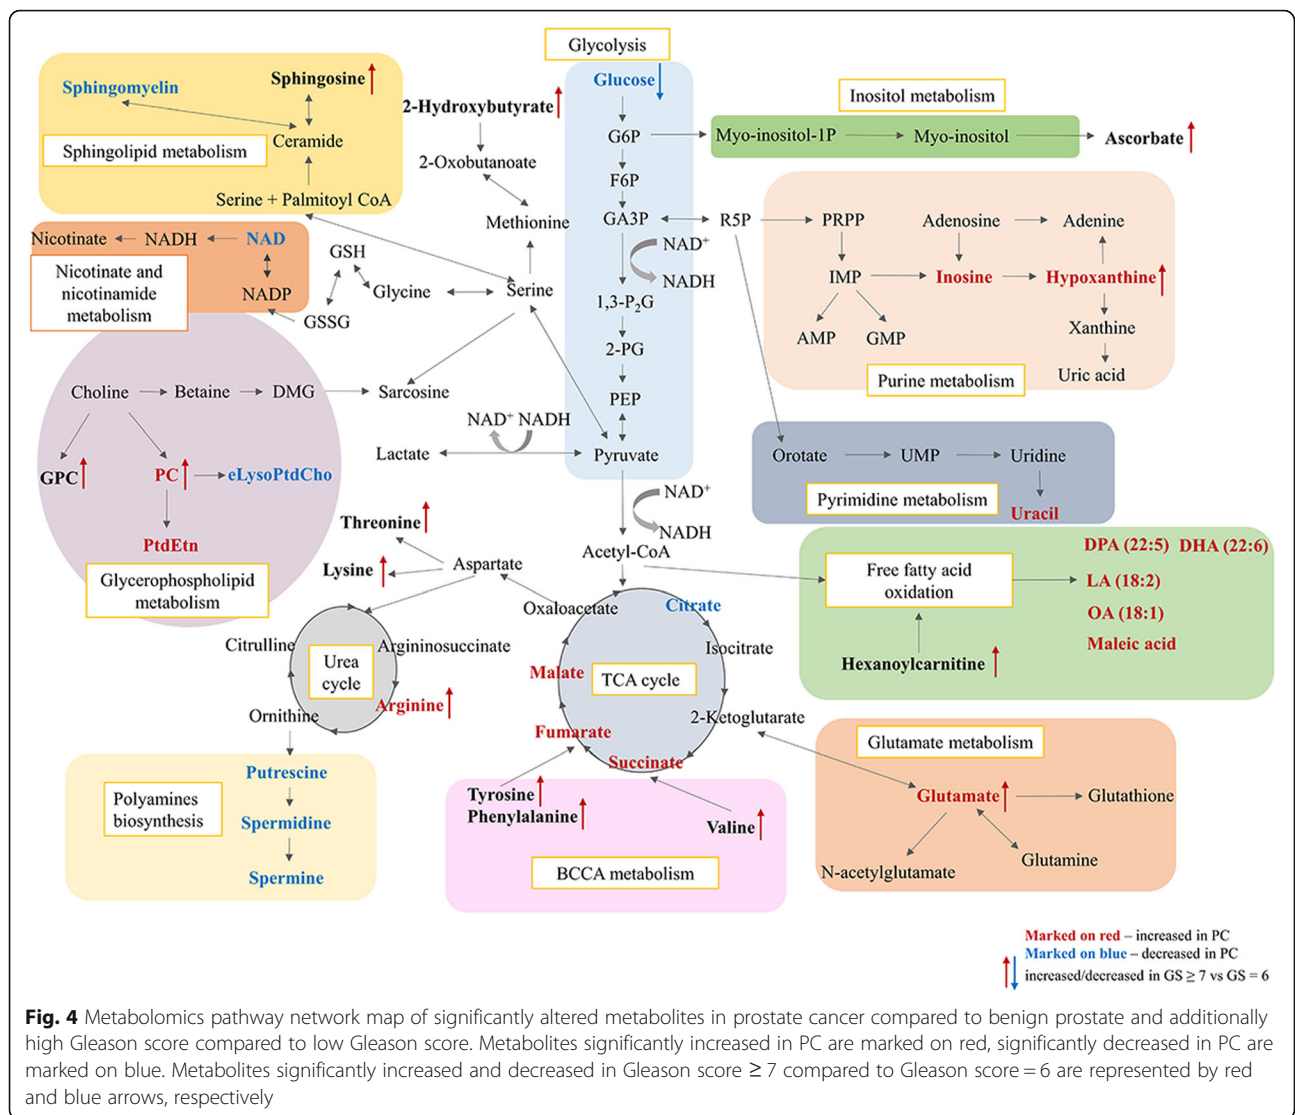 Glycolysis
Glucose
G6P
F6P
GA3P
NAD+
NADH
1,3-P2G
2-PG
PEP
Pyruvate
NAD+
NADH
Acetyl-CoA
Sphingomyelin
Sphingosine
Ceramide
Sphingolipid metabolism
Serine + Palmitoyl CoA
2-Hydroxybutyrate
2-Oxobutanoate
Methionine
Serine
Glycine
GSH
GSSG
Nicotinate
NADH
NAD
NADP
Nicotinate and
nicotinamide
metabolism
Choline
Betaine
DMG
Sarcosine
GPC
PC
eLysoPtdCho
PtdEtn
Glycerophospholipid
metabolism
NAD+ NADH
Lactate
Inositol metabolism
Myo-inositol-1P
Myo-inositol
Ascorbate
R5P
PRPP
Adenosine
Adenine
IMP
Inosine
Hypoxanthine
AMP
GMP
Xanthine
Uric acid
Purine metabolism
Orotate
UMP
Uridine
Pyrimidine metabolism
Uracil
DPA (22:5)
DHA (22:6)
Free fatty acid
oxidation
LA (18:2)
OA (18:1)
Maleic acid
Hexanoylcarnitine
Threonine
Lysine
Aspartate
Oxaloacetate
Citrate
Isocitrate
2-Ketoglutarate
Succinate
Fumarate
Malate
TCA cycle
Citrulline
Argininosuccinate
Urea
cycle
Arginine
Ornithine
Putrescine
Polyamines
biosynthesis
Spermidine
Spermine
Tyrosine
Phenylalanine
Valine
BCCA metabolism
Glutamate metabolism
Glutamate
Glutathione
N-acetylglutamate
Glutamine
Marked on red – increased in PC
Marked on blue – decreased in PC
increased/decreased in GS ≥ 7 vs GS = 6
Fig. 4 Metabolomics pathway network map of significantly altered metabolites in prostate cancer compared to benign prostate and additionally
high Gleason score compared to low Gleason score. Metabolites significantly increased in PC are marked on red, significantly decreased in PC are
marked on blue. Metabolites significantly increased and decreased in Gleason score ≥ 7 compared to Gleason score = 6 are represented by red
and blue arrows, respectively